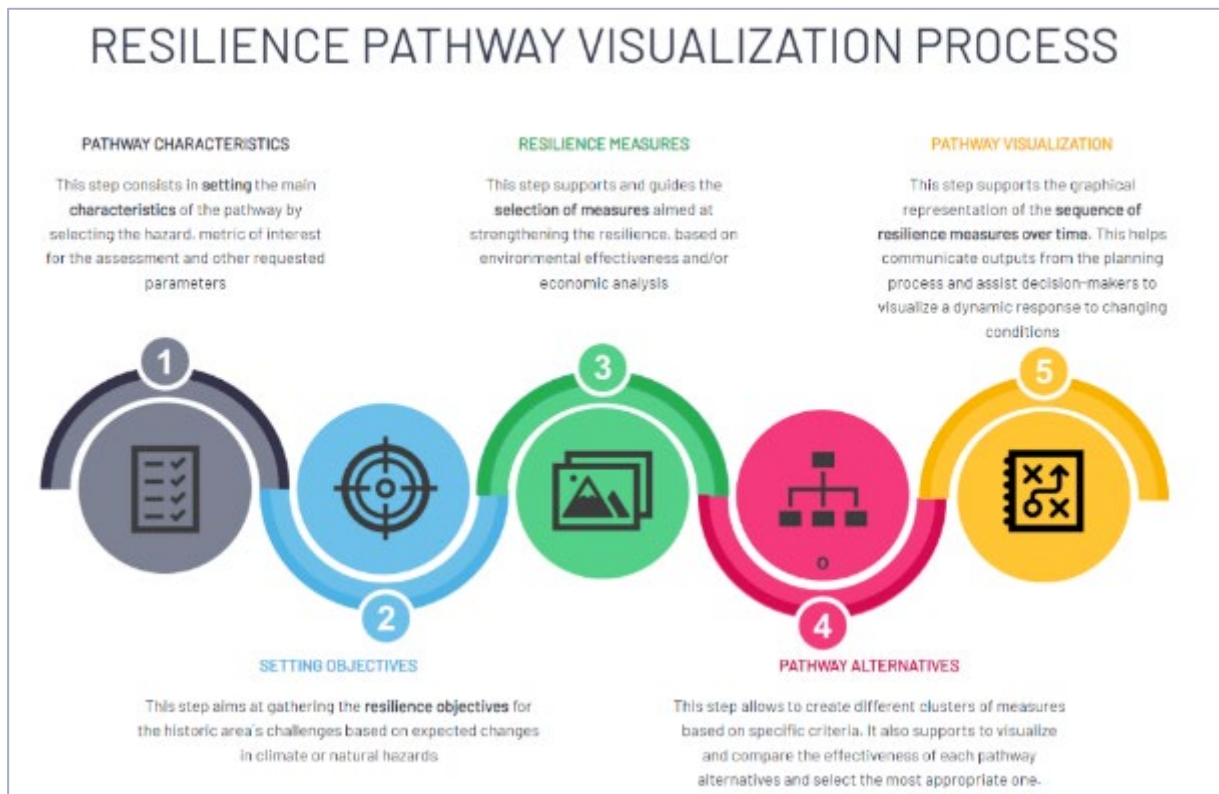 RESILIENCE PATHWAY VISUALIZATION PROCESS
PATHWAY CHARACTERISTICS
This step consists in setting the main
characteristics of the pathway by
selecting the hazard, metric of interest
for the assessment and other requested
parameters
RESILIENCE MEASURES
This step supports and guides the
selection of measures aimed at
strengthening the resilience, based on
environmental effectiveness and/or
economic analysis
PATHWAY VISUALIZATION
This step supports the graphical
representation of the sequence of
resilience measures over time. This helps
communicate outputs from the planning
process and assist decision-makers to
visualize a dynamic response to changing
conditions
1
2
3
4
5
SETTING OBJECTIVES
This step aims at gathering the resilience objectives for
the historic area's challenges based on expected changes
in climate or natural hazards
PATHWAY ALTERNATIVES
This step allows to create different clusters of measures
based on specific criteria. It also supports to visualize
and compare the effectiveness of each pathway
alternatives and select the most appropriate one.